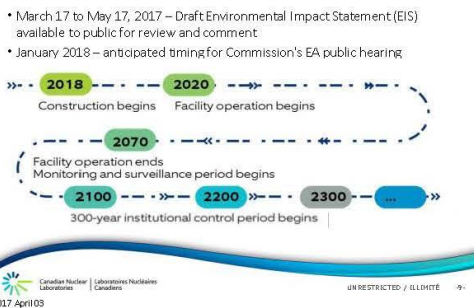 • March 17 to May 17, 2017 – Draft Environmental Impact Statement (EIS)
available to public for review and comment
• January 2018 – anticipated timing for Commission's EA public hearing
2018 2020
Construction begins Facility operation begins
2070
Facility operation ends
Monitoring and surveillance period begins
2100 2200 2300 ...
300-year institutional control period begins
Canadian Nuclear | Laboratoires Nucléaires
Laboratories | Canadiens
UNRESTRICTED / ILLIMITÉ -9-
017 April 03